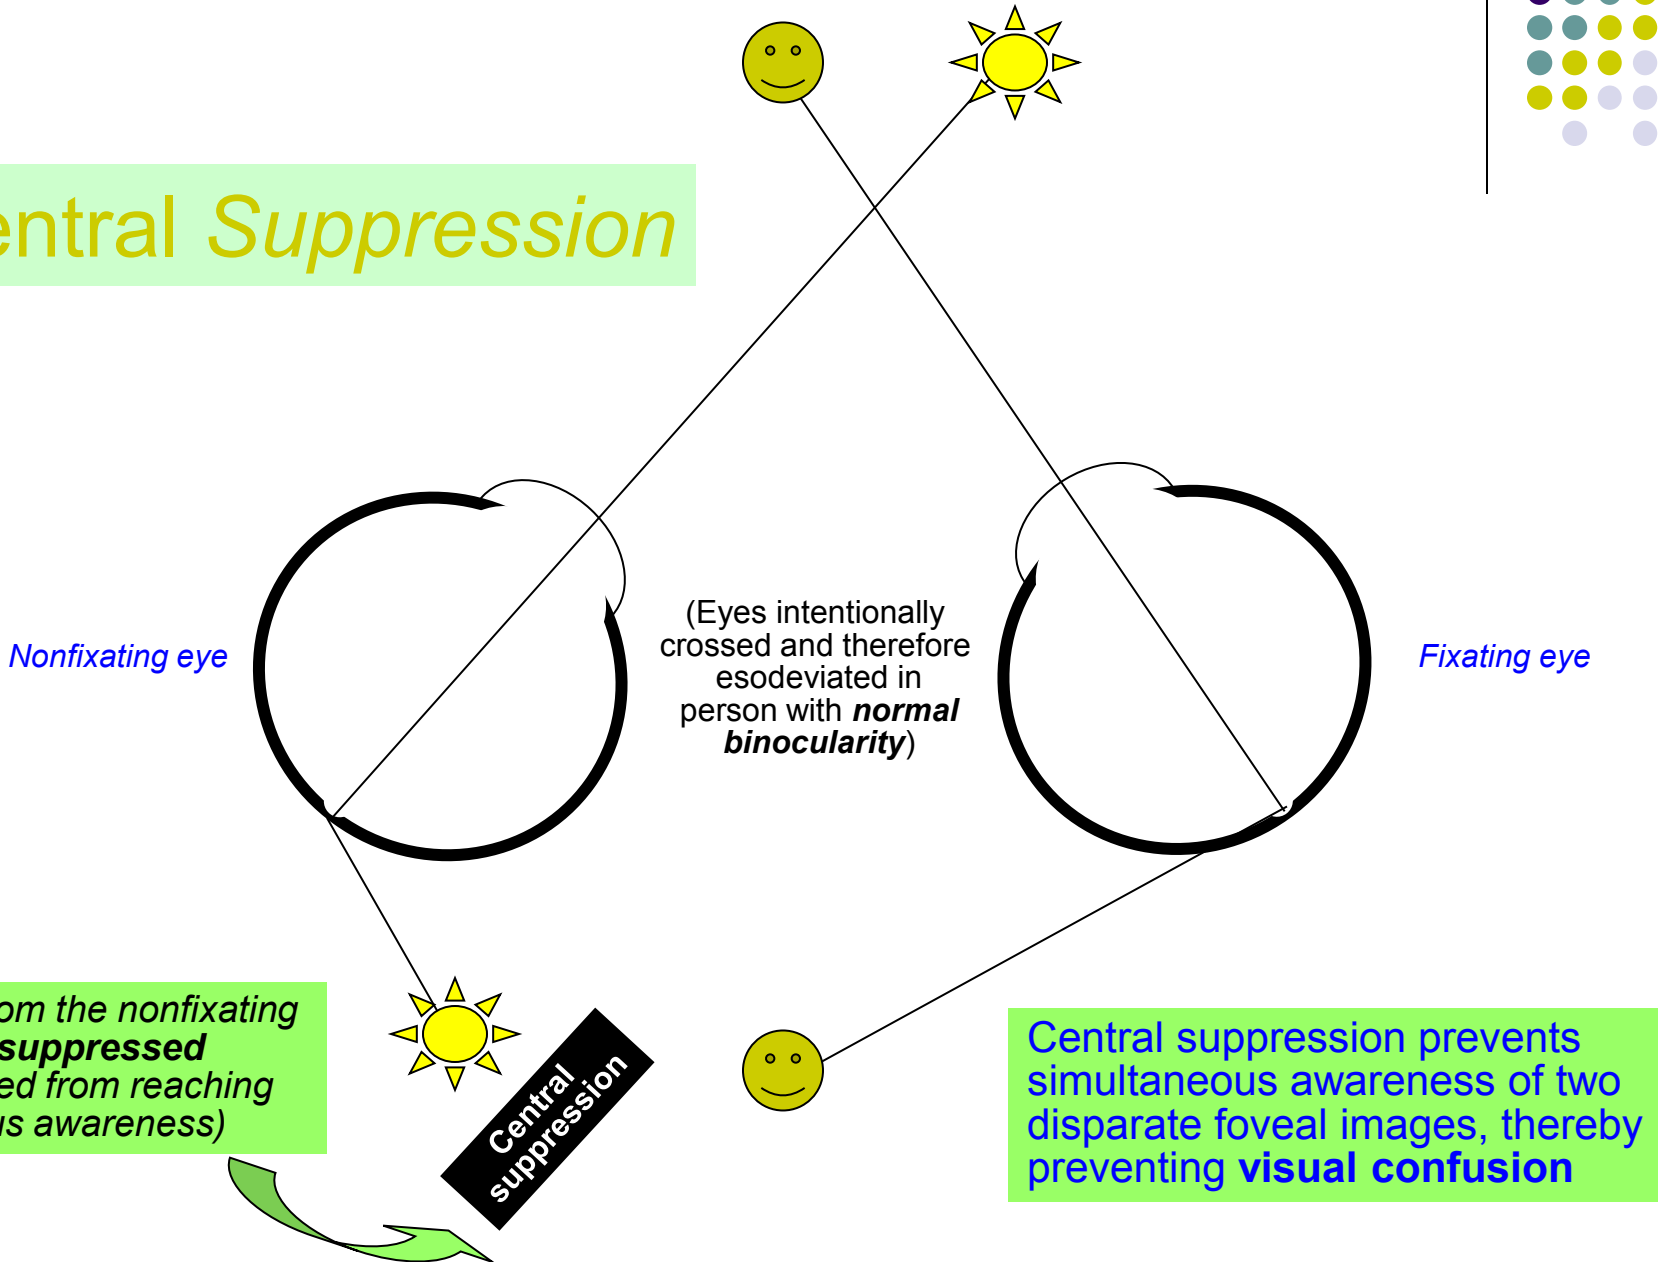 entral Suppression
(Eyes intentionally
crossed and therefore
esodeviated in
person with normal
binocularity)
Nonfixating eye
Fixating eye
om the nonfixating
suppressed
ed from reaching
us awareness)
Central
suppression
Central suppression prevents
simultaneous awareness of two
disparate foveal images, thereby
preventing visual confusion